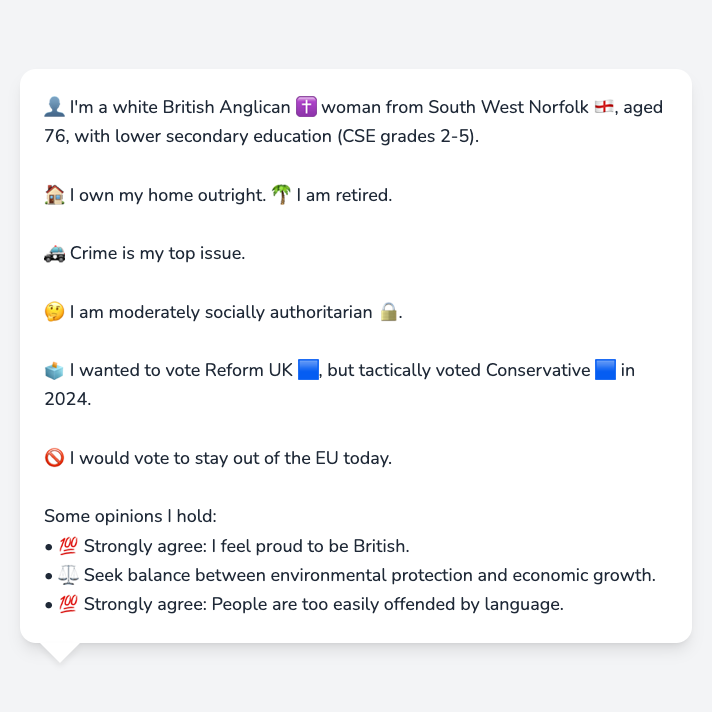 👤 I'm a white British Anglican ✝️ woman from South West Norfolk 🏴󠁧󠁢󠁥󠁮󠁧󠁿, aged
76, with lower secondary education (CSE grades 2-5).
🏠 I own my home outright. 🌴 I am retired.
🚓 Crime is my top issue.
🤔 I am moderately socially authoritarian 🔒.
🗳️ I wanted to vote Reform UK 🟦, but tactically voted Conservative 🟦 in
2024.
🚫 I would vote to stay out of the EU today.
Some opinions I hold:
• 💯 Strongly agree: I feel proud to be British.
• ⚖️ Seek balance between environmental protection and economic growth.
• 💯 Strongly agree: People are too easily offended by language.